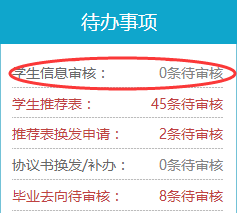 待办事项
学生信息审核： 0条待审核
学生推荐表： 45条待审核
推荐表换发申请： 2条待审核
协议书换发/补办： 0条待审核
毕业去向待审核： 8条待审核